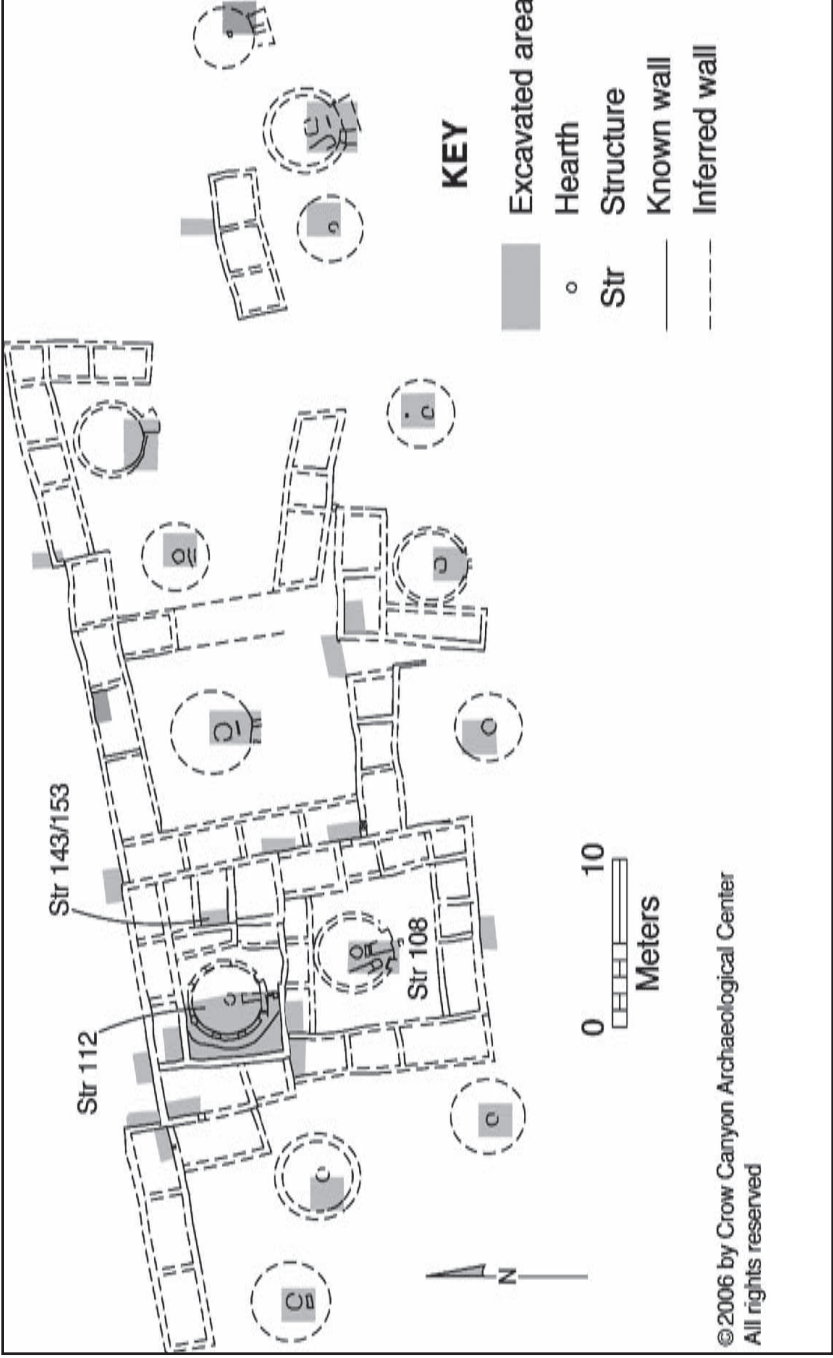 Str 143/153
Str 112
Str 108
N
0 10
Meters
KEY
Excavated area
Hearth
Str Structure
Known wall
Inferred wall
©2006 by Crow Canyon Archaeological Center
All rights reserved